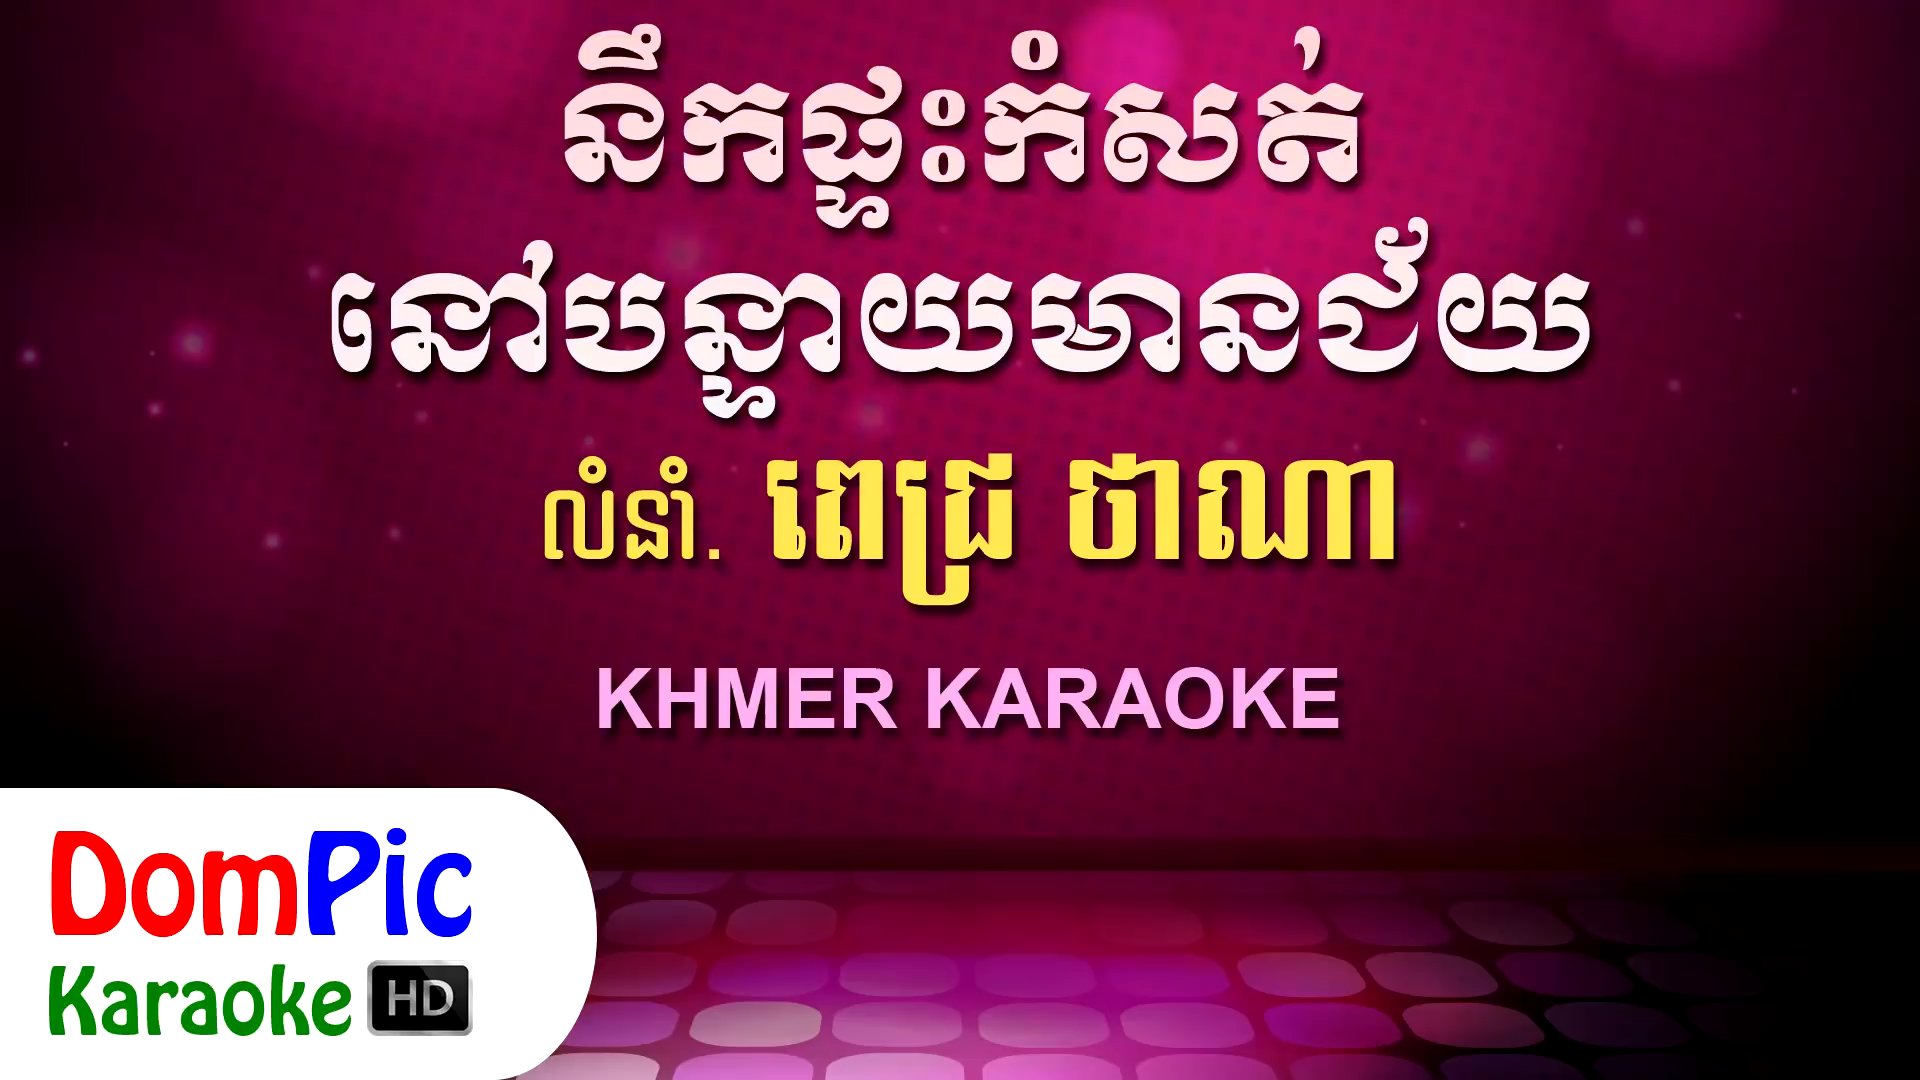 នឹកផ្ទះកំសត់
នៅបន្ទាយមានជ័យ
លំនាំ. ពេជ្រ ថាណា
KHMER KARAOKE
DomPic
Karaoke HD